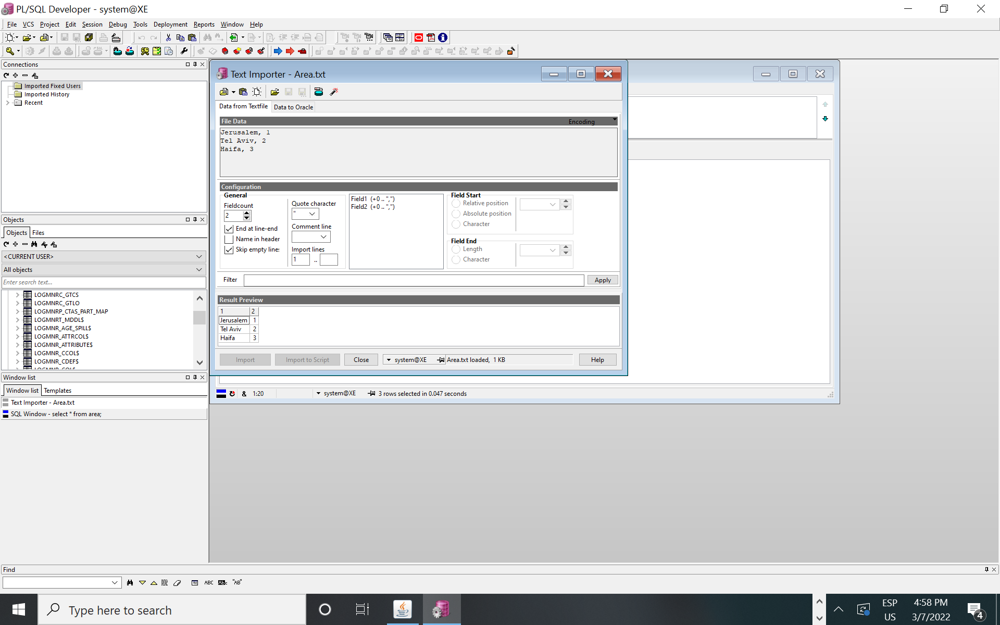 PL/SQL Developer - system@XE
File VCS Project Edit Session Debug Tools Deployment Reports Window Help
Connections
Imported Fixed Users
Imported History
Recent
Objects
Objects Files
<CURRENT USER>
All objects
Enter search text...
LOGMNRC_GTCS
LOGMNRC_GTLO
LOGMNRP_CTAS_PART_MAP
LOGMNRT_MDDL$
LOGMNR_AGE_SPILL$
LOGMNR_ATTRCOL$
LOGMNR_ATTRIBUTE$
LOGMNR_CCOL$
LOGMNR_CDEF$
Window list
Window list Templates
Text Importer - Area.txt
SQL Window - select * from area;
Text Importer - Area.txt
Data from Textfile Data to Oracle
File Data Encoding
Jerusalem, 1
Tel Aviv, 2
Haifa, 3
Configuration
General
Fieldcount
2
End at line-end
Name in header
Skip empty lines
Quote character
"
Comment line
Import lines
1 ..
Field1 (+0 .. ",")
Field2 (+0 .. ",")
Field Start
Relative position
Absolute position
Character
Field End
Length
Character
Filter Apply
Result Preview
1 2
Jerusalem 1
Tel Aviv 2
Haifa 3
Import Import to Script Close system@XE Area.txt loaded, 1 KB Help
& 1:20 system@XE 3 rows selected in 0.047 seconds
Find
ABC "AB"
Type here to search
ESP
US
4:58 PM
3/7/2022
4